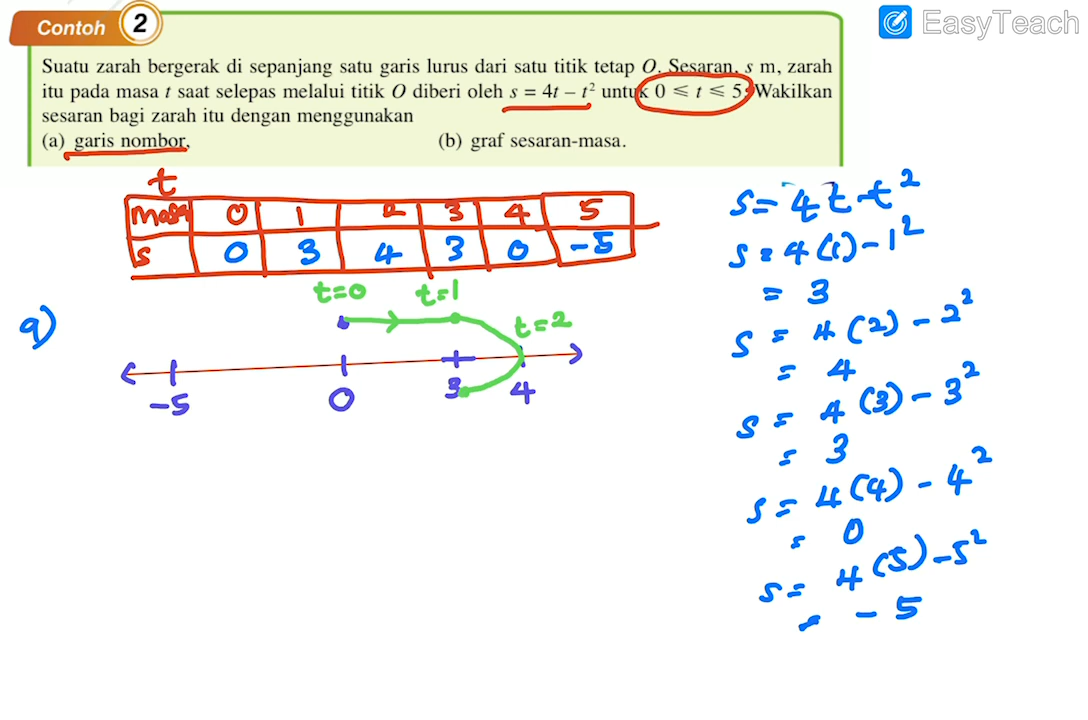 Contoh 2
EasyTeach
Suatu zarah bergerak di sepanjang satu garis lurus dari satu titik tetap O. Sesaran, s m, zarah
itu pada masa t saat selepas melalui titik O diberi oleh s = 4t – t² untuk 0 ⩽ t ⩽ 5. Wakilkan
sesaran bagi zarah itu dengan menggunakan
(a) garis nombor. (b) graf sesaran-masa.
t
masa 0 1 2 3 4 5
s 0 3 4 3 0 -5
a)
t=0 t=1 t=2
-5 0 3 4
s = 4t - t²
s = 4(1) - 1²
= 3
s = 4(2) - 2²
= 4
s = 4(3) - 3²
= 3
s = 4(4) - 4²
= 0
s = 4(5) - 5²
= -5